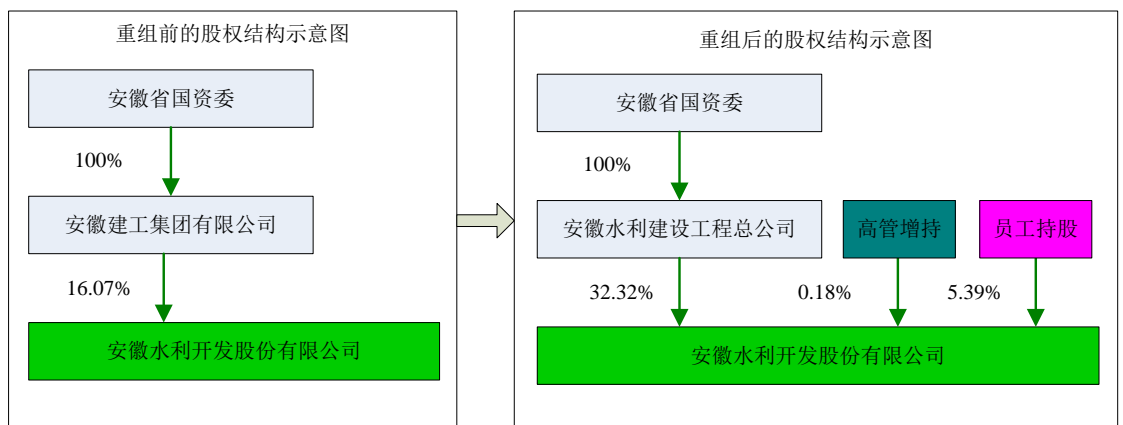 重组前的股权结构示意图
安徽省国资委
100%
安徽建工集团有限公司
16.07%
安徽水利开发股份有限公司
重组后的股权结构示意图
安徽省国资委
100%
安徽水利建设工程总公司
高管增持
员工持股
32.32%
0.18%
5.39%
安徽水利开发股份有限公司